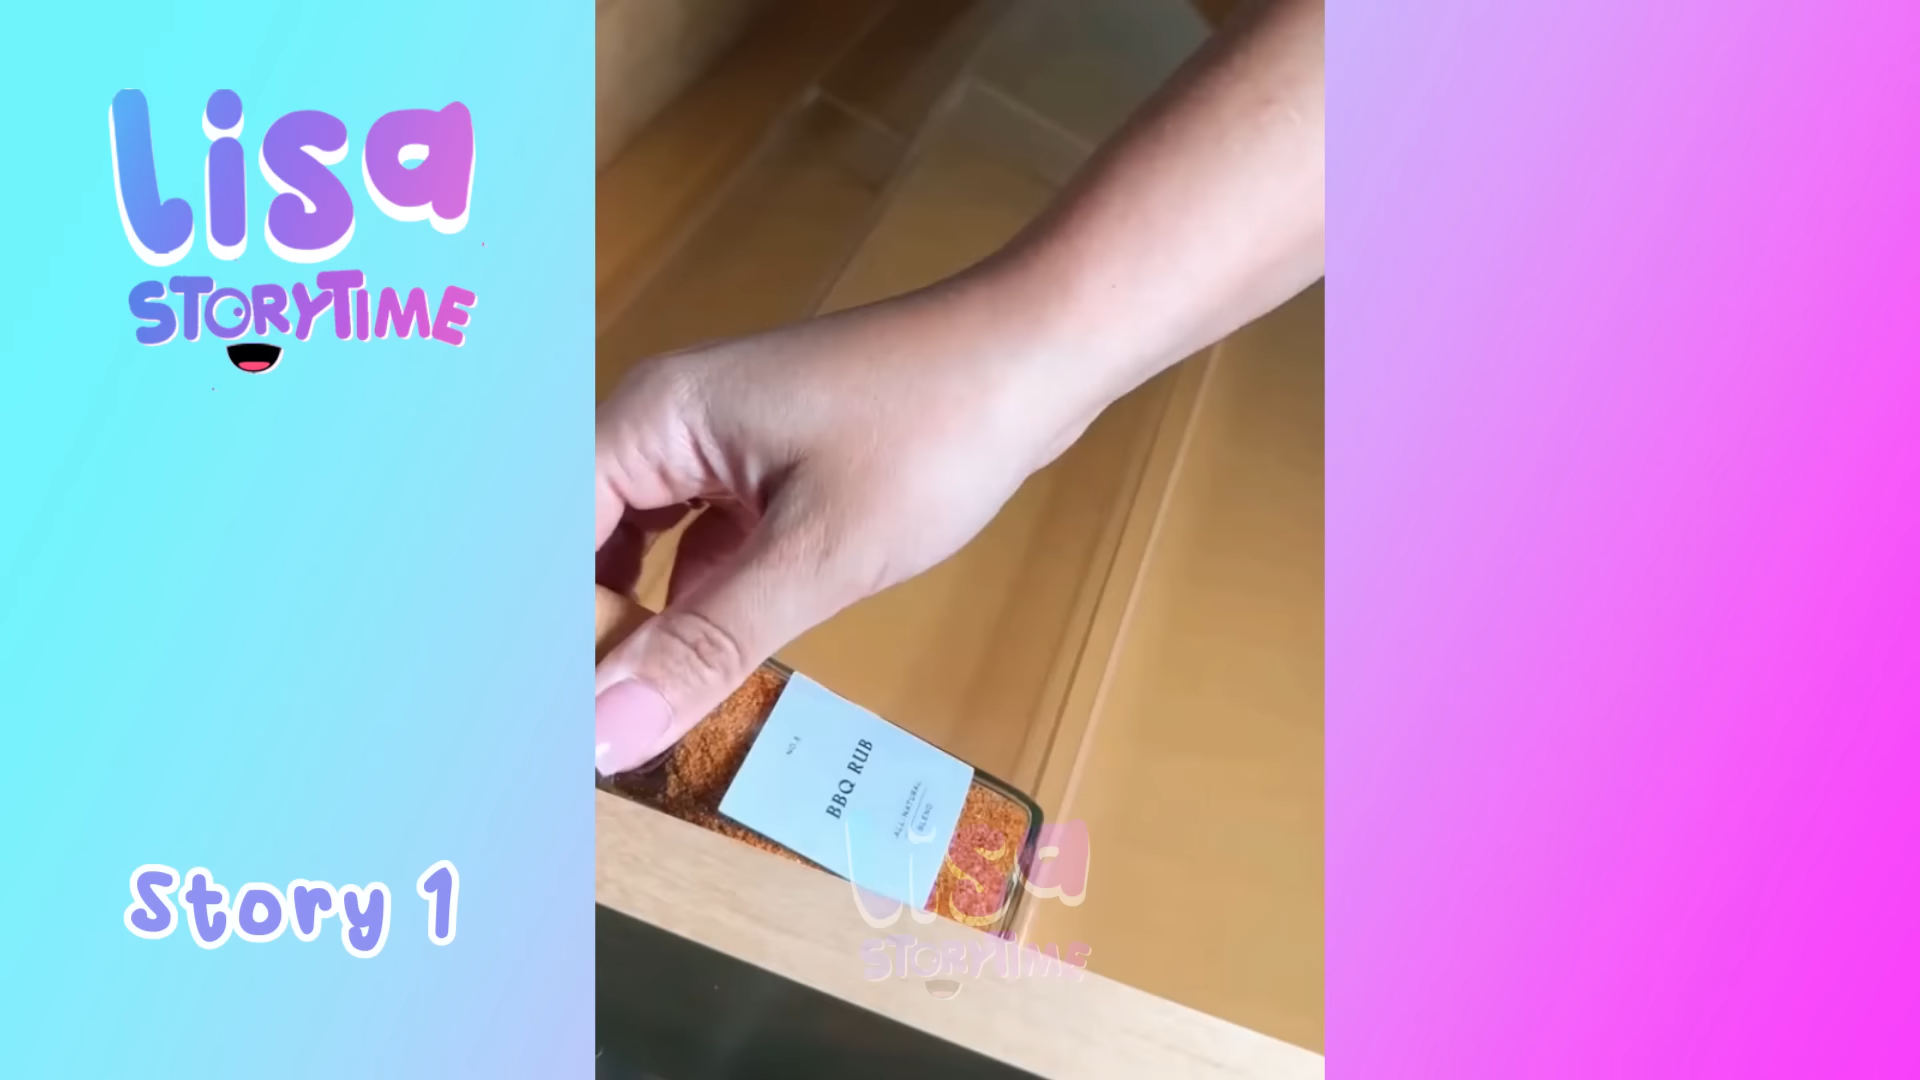 Lisa
STORYTIME
Story 1
NO.8
BBQ RUB
ALL-NATURAL
BLEND
Lisa
STORYTIME